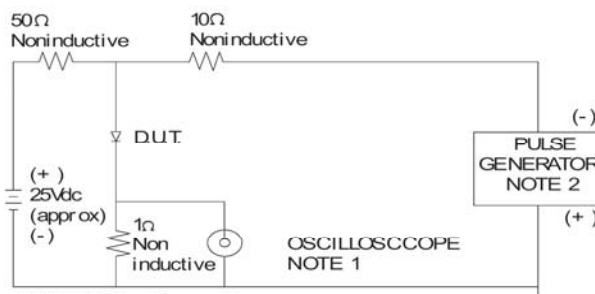 50Ω
Noninductive
10Ω
Noninductive
D.U.T.
(+)
25Vdc
(approx)
(-)
1Ω
Non
inductive
OSCILLOSCCOPE
NOTE 1
(-)
PULSE
GENERATOR
NOTE 2
(+)